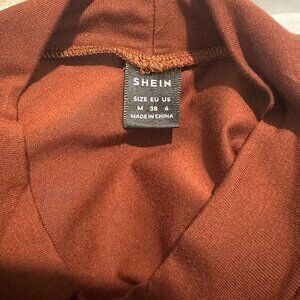 SHEIN
SIZE EU US
M 38 6
MADE IN CHINA